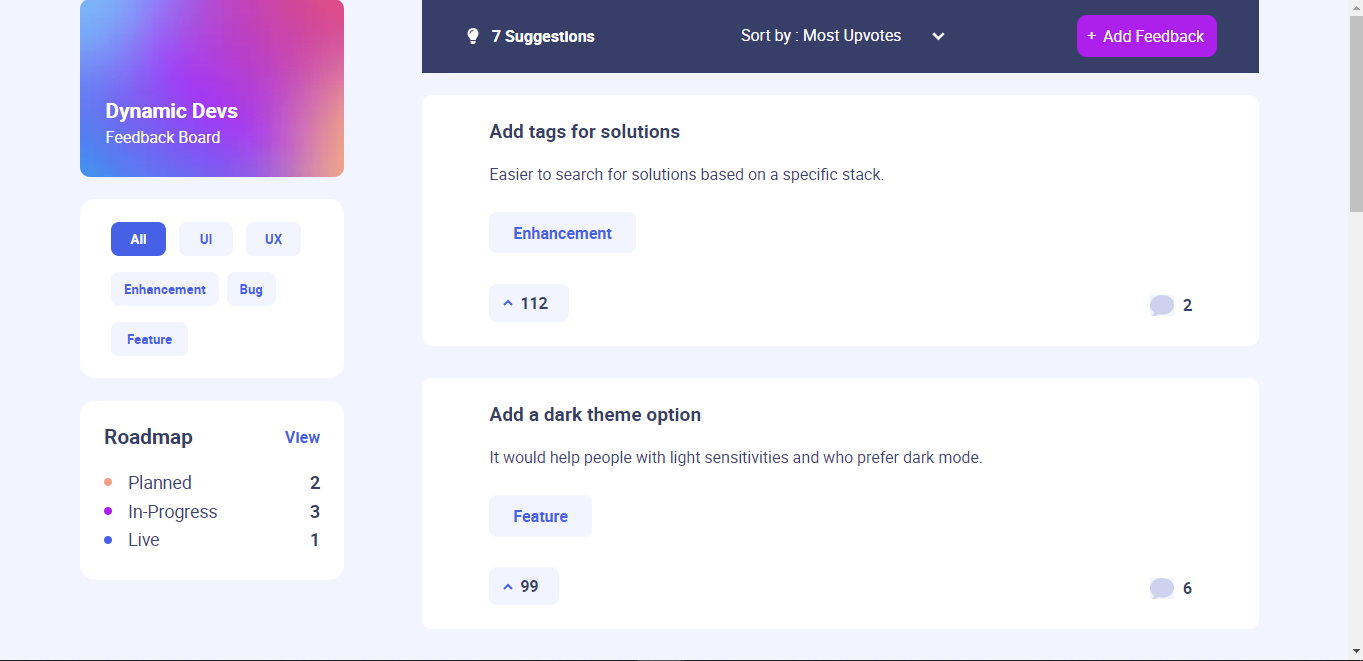 Dynamic Devs
Feedback Board
All
UI
UX
Enhancement
Bug
Feature
Roadmap
View
Planned 2
In-Progress 3
Live 1
7 Suggestions
Sort by : Most Upvotes
+ Add Feedback
Add tags for solutions
Easier to search for solutions based on a specific stack.
Enhancement
112
2
Add a dark theme option
It would help people with light sensitivities and who prefer dark mode.
Feature
99
6